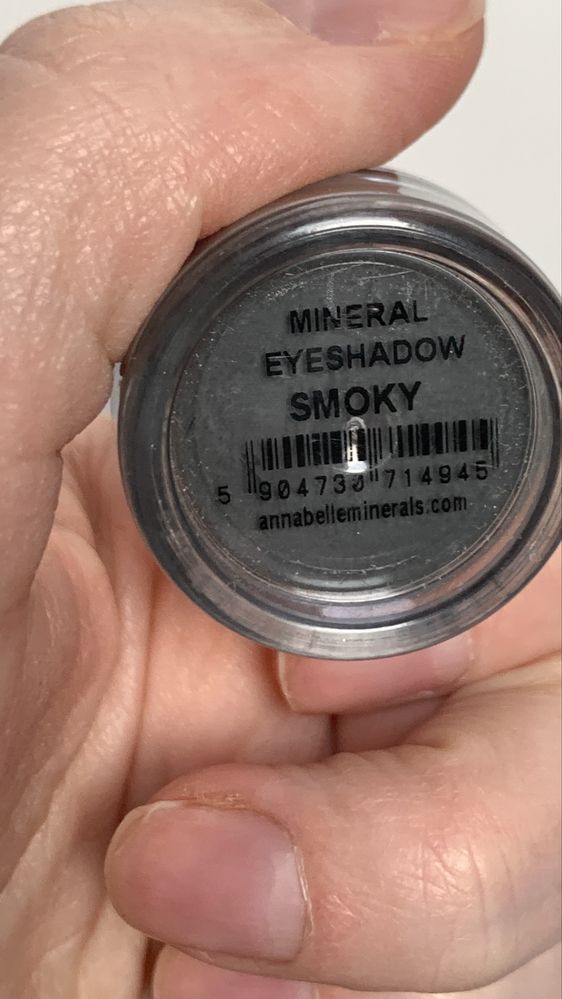 MINERAL
EYESHADOW
SMOKY
5 904730 714945
annabelleminerals.com